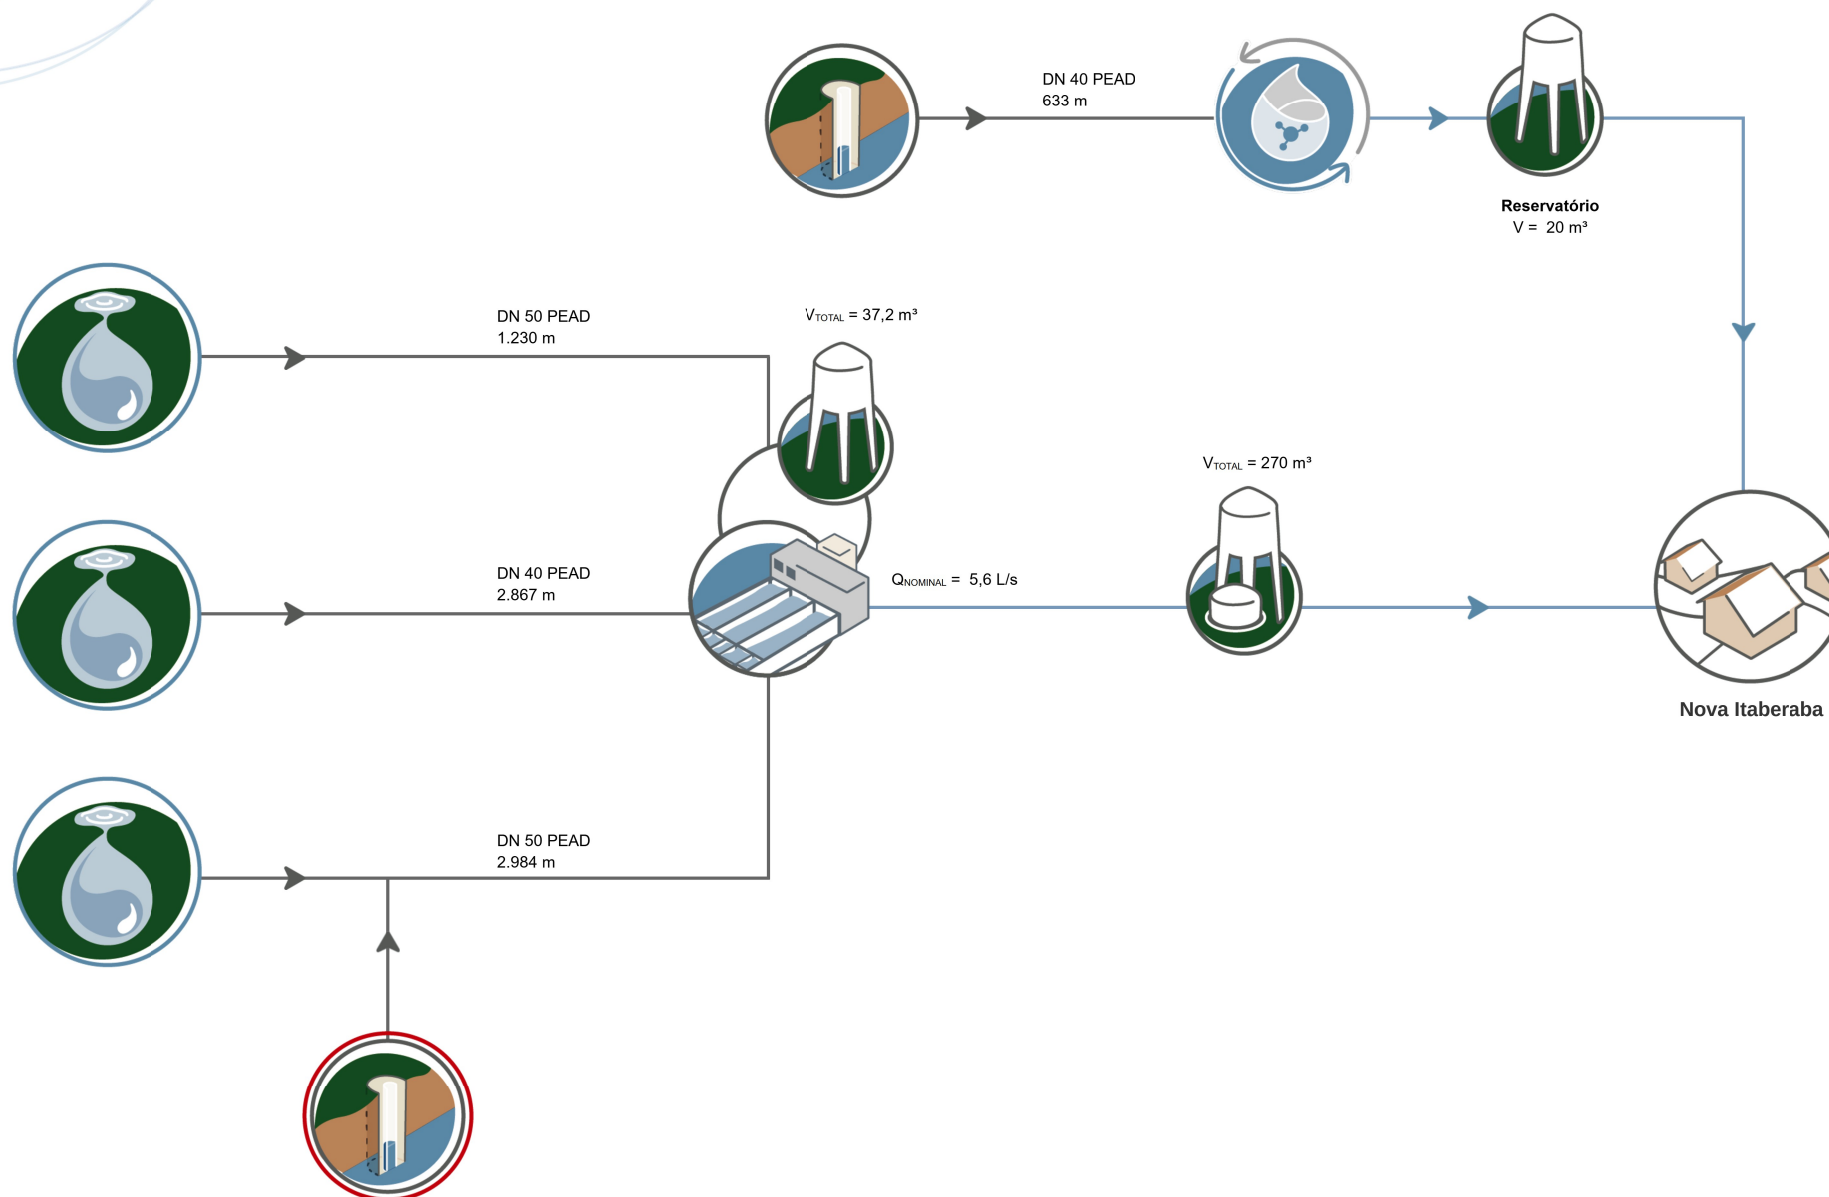 DN 40 PEAD
633 m
Reservatório
V = 20 m³
DN 50 PEAD
1.230 m
VTOTAL = 37,2 m³
VTOTAL = 270 m³
DN 40 PEAD
2.867 m
QNOMINAL = 5,6 L/s
Nova Itaberaba
DN 50 PEAD
2.984 m